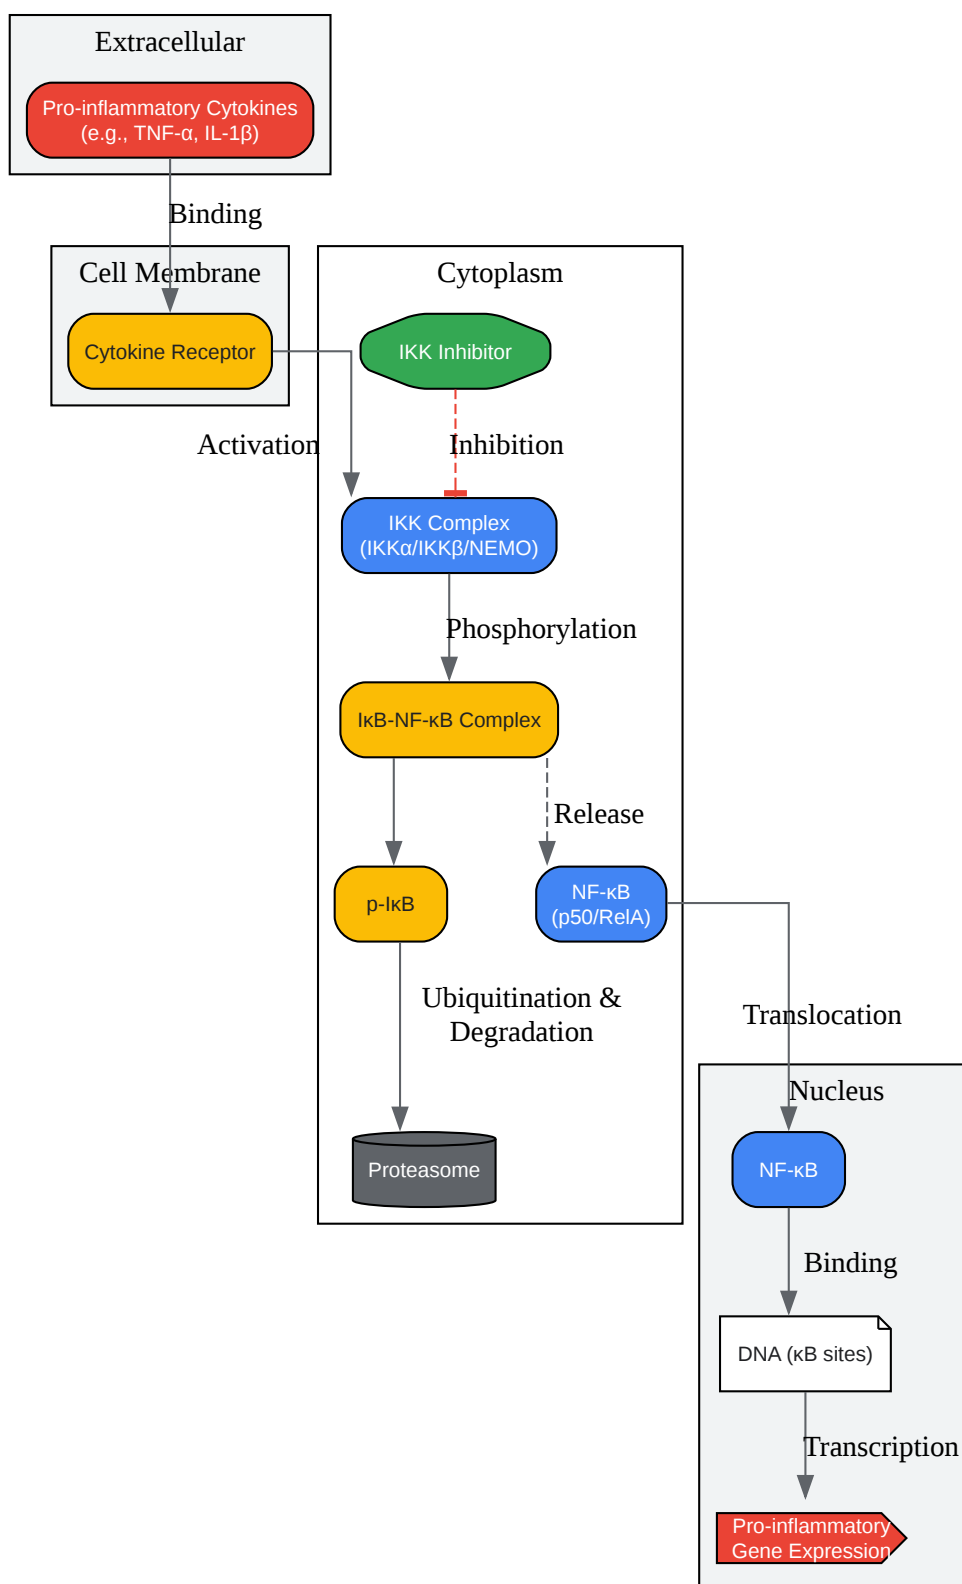 Extracellular
Pro-inflammatory Cytokines
(e.g., TNF-α, IL-1β)
Binding
Cell Membrane
Cytokine Receptor
Activation
Cytoplasm
IKK Inhibitor
Inhibition
IKK Complex
(IKKα/IKKβ/NEMO)
Phosphorylation
IκB-NF-κB Complex
Release
p-IκB
NF-κB
(p50/RelA)
Ubiquitination &
Degradation
Proteasome
Translocation
Nucleus
NF-κB
Binding
DNA (κB sites)
Transcription
Pro-inflammatory
Gene Expression